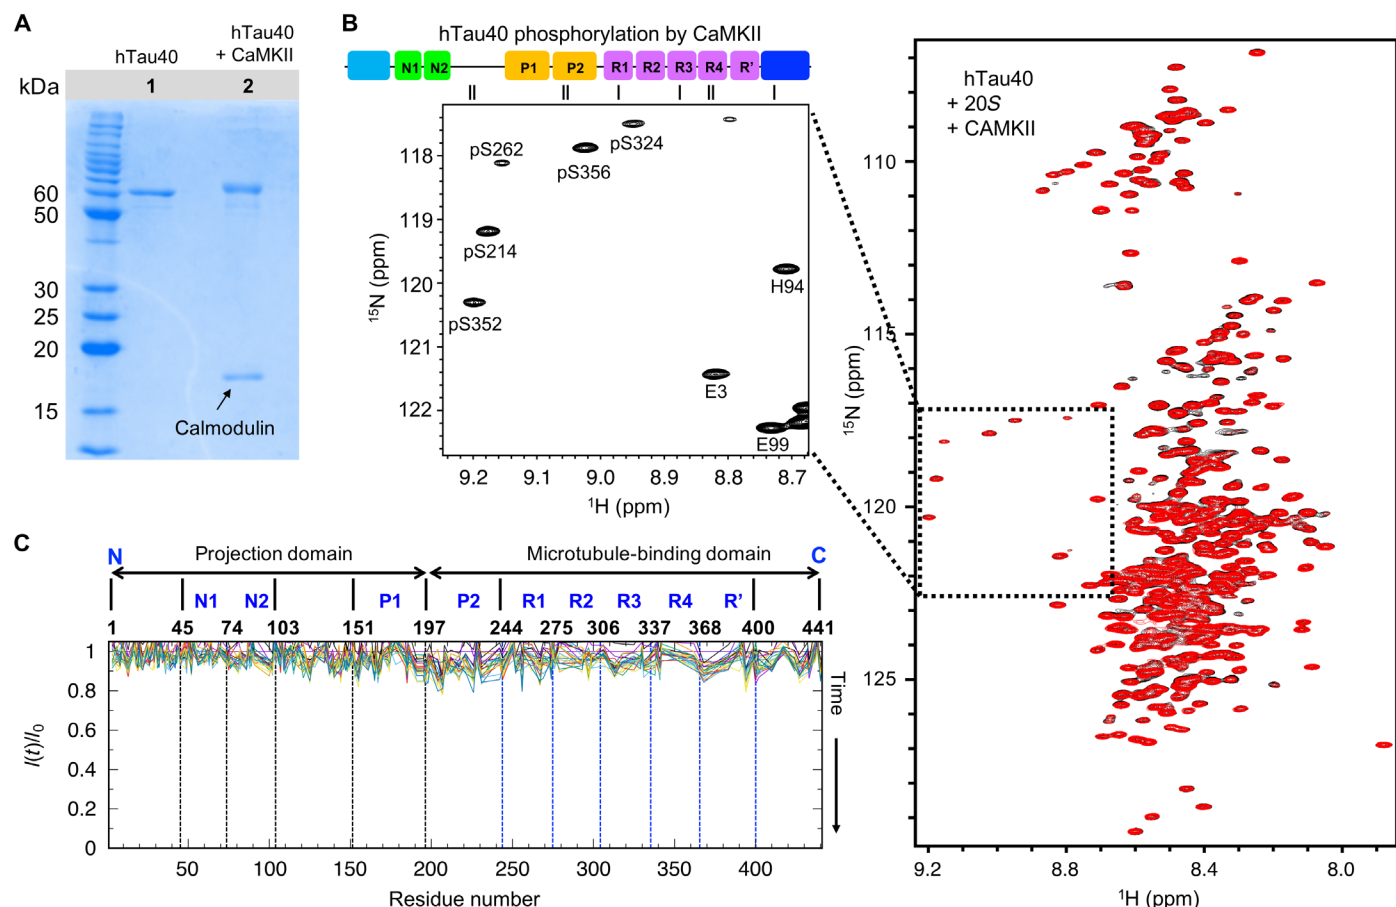 A
hTau40
hTau40
+ CaMKII
kDa
1
2
60
50
30
25
20
15
Calmodulin
B
hTau40 phosphorylation by CaMKII
N1 N2 P1 P2 R1 R2 R3 R4 R'
118
119
120
121
122
15N (ppm)
pS262
pS324
pS356
pS214
pS352
H94
E3
E99
9.2 9.1 9.0 8.9 8.8 8.7
1H (ppm)
hTau40
+ 20S
+ CAMKII
110
115
120
125
15N (ppm)
9.2 8.8 8.4 8.0
1H (ppm)
C
N Projection domain Microtubule-binding domain C
N1 N2 P1 P2 R1 R2 R3 R4 R'
1 45 74 103 151 197 244 275 306 337 368 400 441
1
0.8
0.6
0.4
0.2
0
I(t)/I0
Time
50 100 150 200 250 300 350 400
Residue number